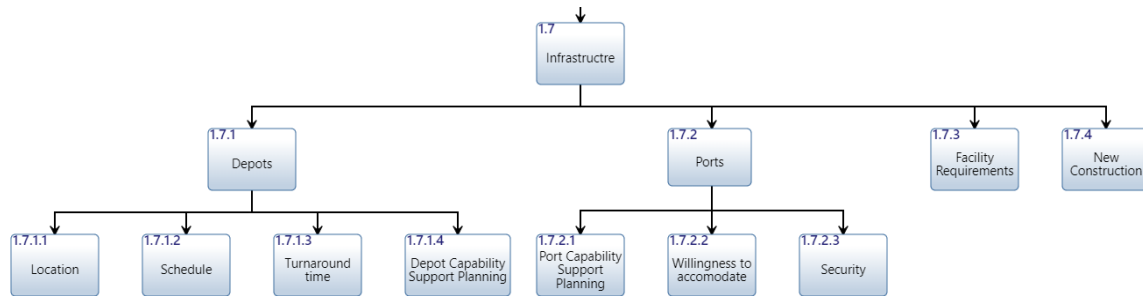 1.7
Infrastructre
1.7.1
Depots
1.7.2
Ports
1.7.3
Facility
Requirements
1.7.4
New
Construction
1.7.1.1
Location
1.7.1.2
Schedule
1.7.1.3
Turnaround
time
1.7.1.4
Depot Capability
Support Planning
1.7.2.1
Port Capability
Support
Planning
1.7.2.2
Willingness to
accomodate
1.7.2.3
Security